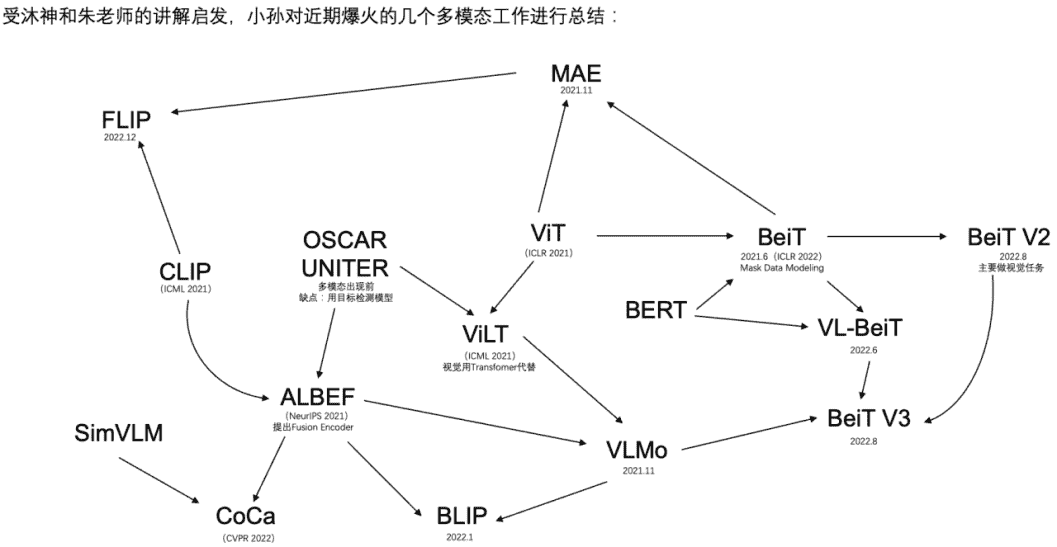 受沐神和朱老师的讲解启发，小孙对近期爆火的几个多模态工作进行总结：
MAE
2021.11
FLIP
2022.12
OSCAR
UNITER
多模态出现前
缺点：用目标检测模型
ViT
(ICLR 2021)
BeiT
2021.6（ICLR 2022）
Mask Data Modeling
BeiT V2
2022.8
主要做视觉任务
CLIP
(ICML 2021)
BERT
ViLT
(ICML 2021)
视觉用Transfomer代替
VL-BeiT
2022.6
ALBEF
(NeurIPS 2021)
提出Fusion Encoder
BeiT V3
2022.8
SimVLM
VLMo
2021.11
CoCa
(CVPR 2022)
BLIP
2022.1